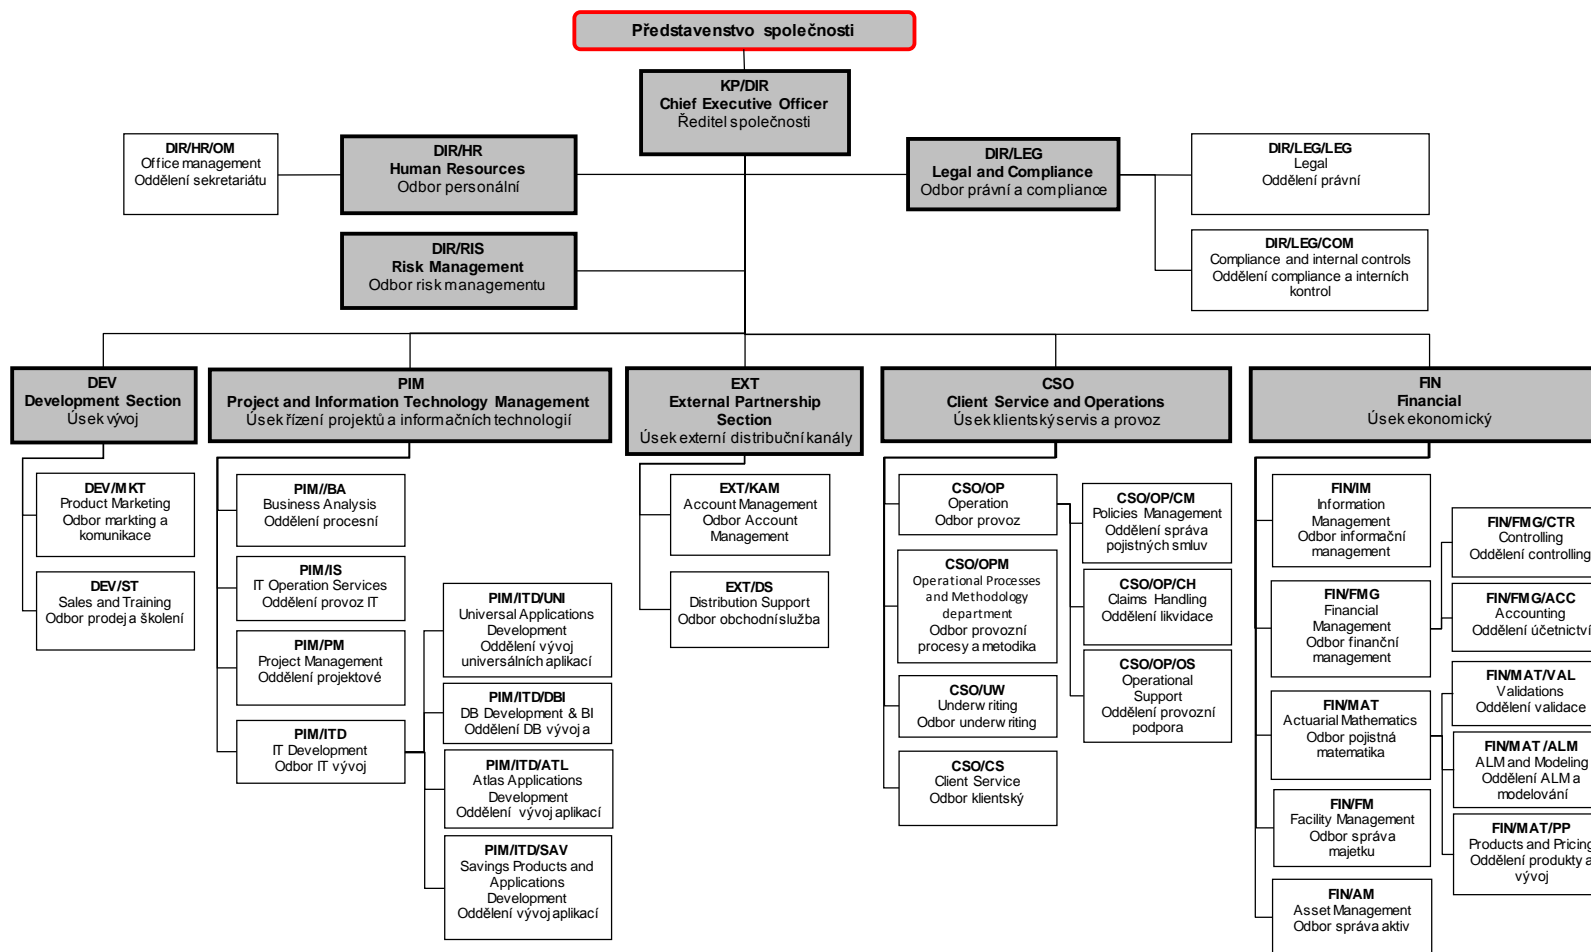 Představenstvo společnosti
KP/DIR
Chief Executive Officer
Ředitel společnosti
DIR/HR/OM
Office management
Oddělení sekretariátu
DIR/HR
Human Resources
Odbor personální
DIR/LEG
Legal and Compliance
Odbor právní a compliance
DIR/LEG/LEG
Legal
Oddělení právní
DIR/RIS
Risk Management
Odbor risk managementu
DIR/LEG/COM
Compliance and internal controls
Oddělení compliance a interních
kontrol
DEV
Development Section
Úsek vývoj
PIM
Project and Information Technology Management
Úsek řízení projektů a informačních technologií
EXT
External Partnership
Section
Úsek externí distribuční kanály
CSO
Client Service and Operations
Úsek klientský servis a provoz
FIN
Financial
Úsek ekonomický
DEV/MKT
Product Marketing
Odbor markting a
komunikace
DEV/ST
Sales and Training
Odbor prodej a školení
PIM//BA
Business Analysis
Oddělení procesní
PIM/IS
IT Operation Services
Oddělení provoz IT
PIM/PM
Project Management
Oddělení projektové
PIM/ITD
IT Development
Odbor IT vývoj
PIM/ITD/UNI
Universal Applications
Development
Oddělení vývoj
universálních aplikací
PIM/ITD/DBI
DB Development & BI
Oddělení DB vývoj a
PIM/ITD/ATL
Atlas Applications
Development
Oddělení vývoj aplikací
PIM/ITD/SAV
Savings Products and
Applications
Development
Oddělení vývoj aplikací
EXT/KAM
Account Management
Odbor Account
Management
EXT/DS
Distribution Support
Odbor obchodní služba
CSO/OP
Operation
Odbor provoz
CSO/OPM
Operational Processes
and Methodology
department
Odbor provozní
procesy a metodika
CSO/UW
Underwriting
Odbor underwriting
CSO/CS
Client Service
Odbor klientský
CSO/OP/CM
Policies Management
Oddělení správa
pojistných smluv
CSO/OP/CH
Claims Handling
Oddělení likvidace
CSO/OP/OS
Operational
Support
Oddělení provozní
podpora
FIN/IM
Information
Management
Odbor informační
management
FIN/FMG
Financial
Management
Odbor finanční
management
FIN/MAT
Actuarial Mathematics
Odbor pojistná
matematika
FIN/FM
Facility Management
Odbor správa
majetku
FIN/AM
Asset Management
Odbor správa aktiv
FIN/FMG/CTR
Controlling
Oddělení controlling
FIN/FMG/ACC
Accounting
Oddělení účetnictví
FIN/MAT/VAL
Validations
Oddělení validace
FIN/MAT /ALM
ALM and Modeling
Oddělení ALM a
modelování
FIN/MAT/PP
Products and Pricing
Oddělení produkty a
vývoj